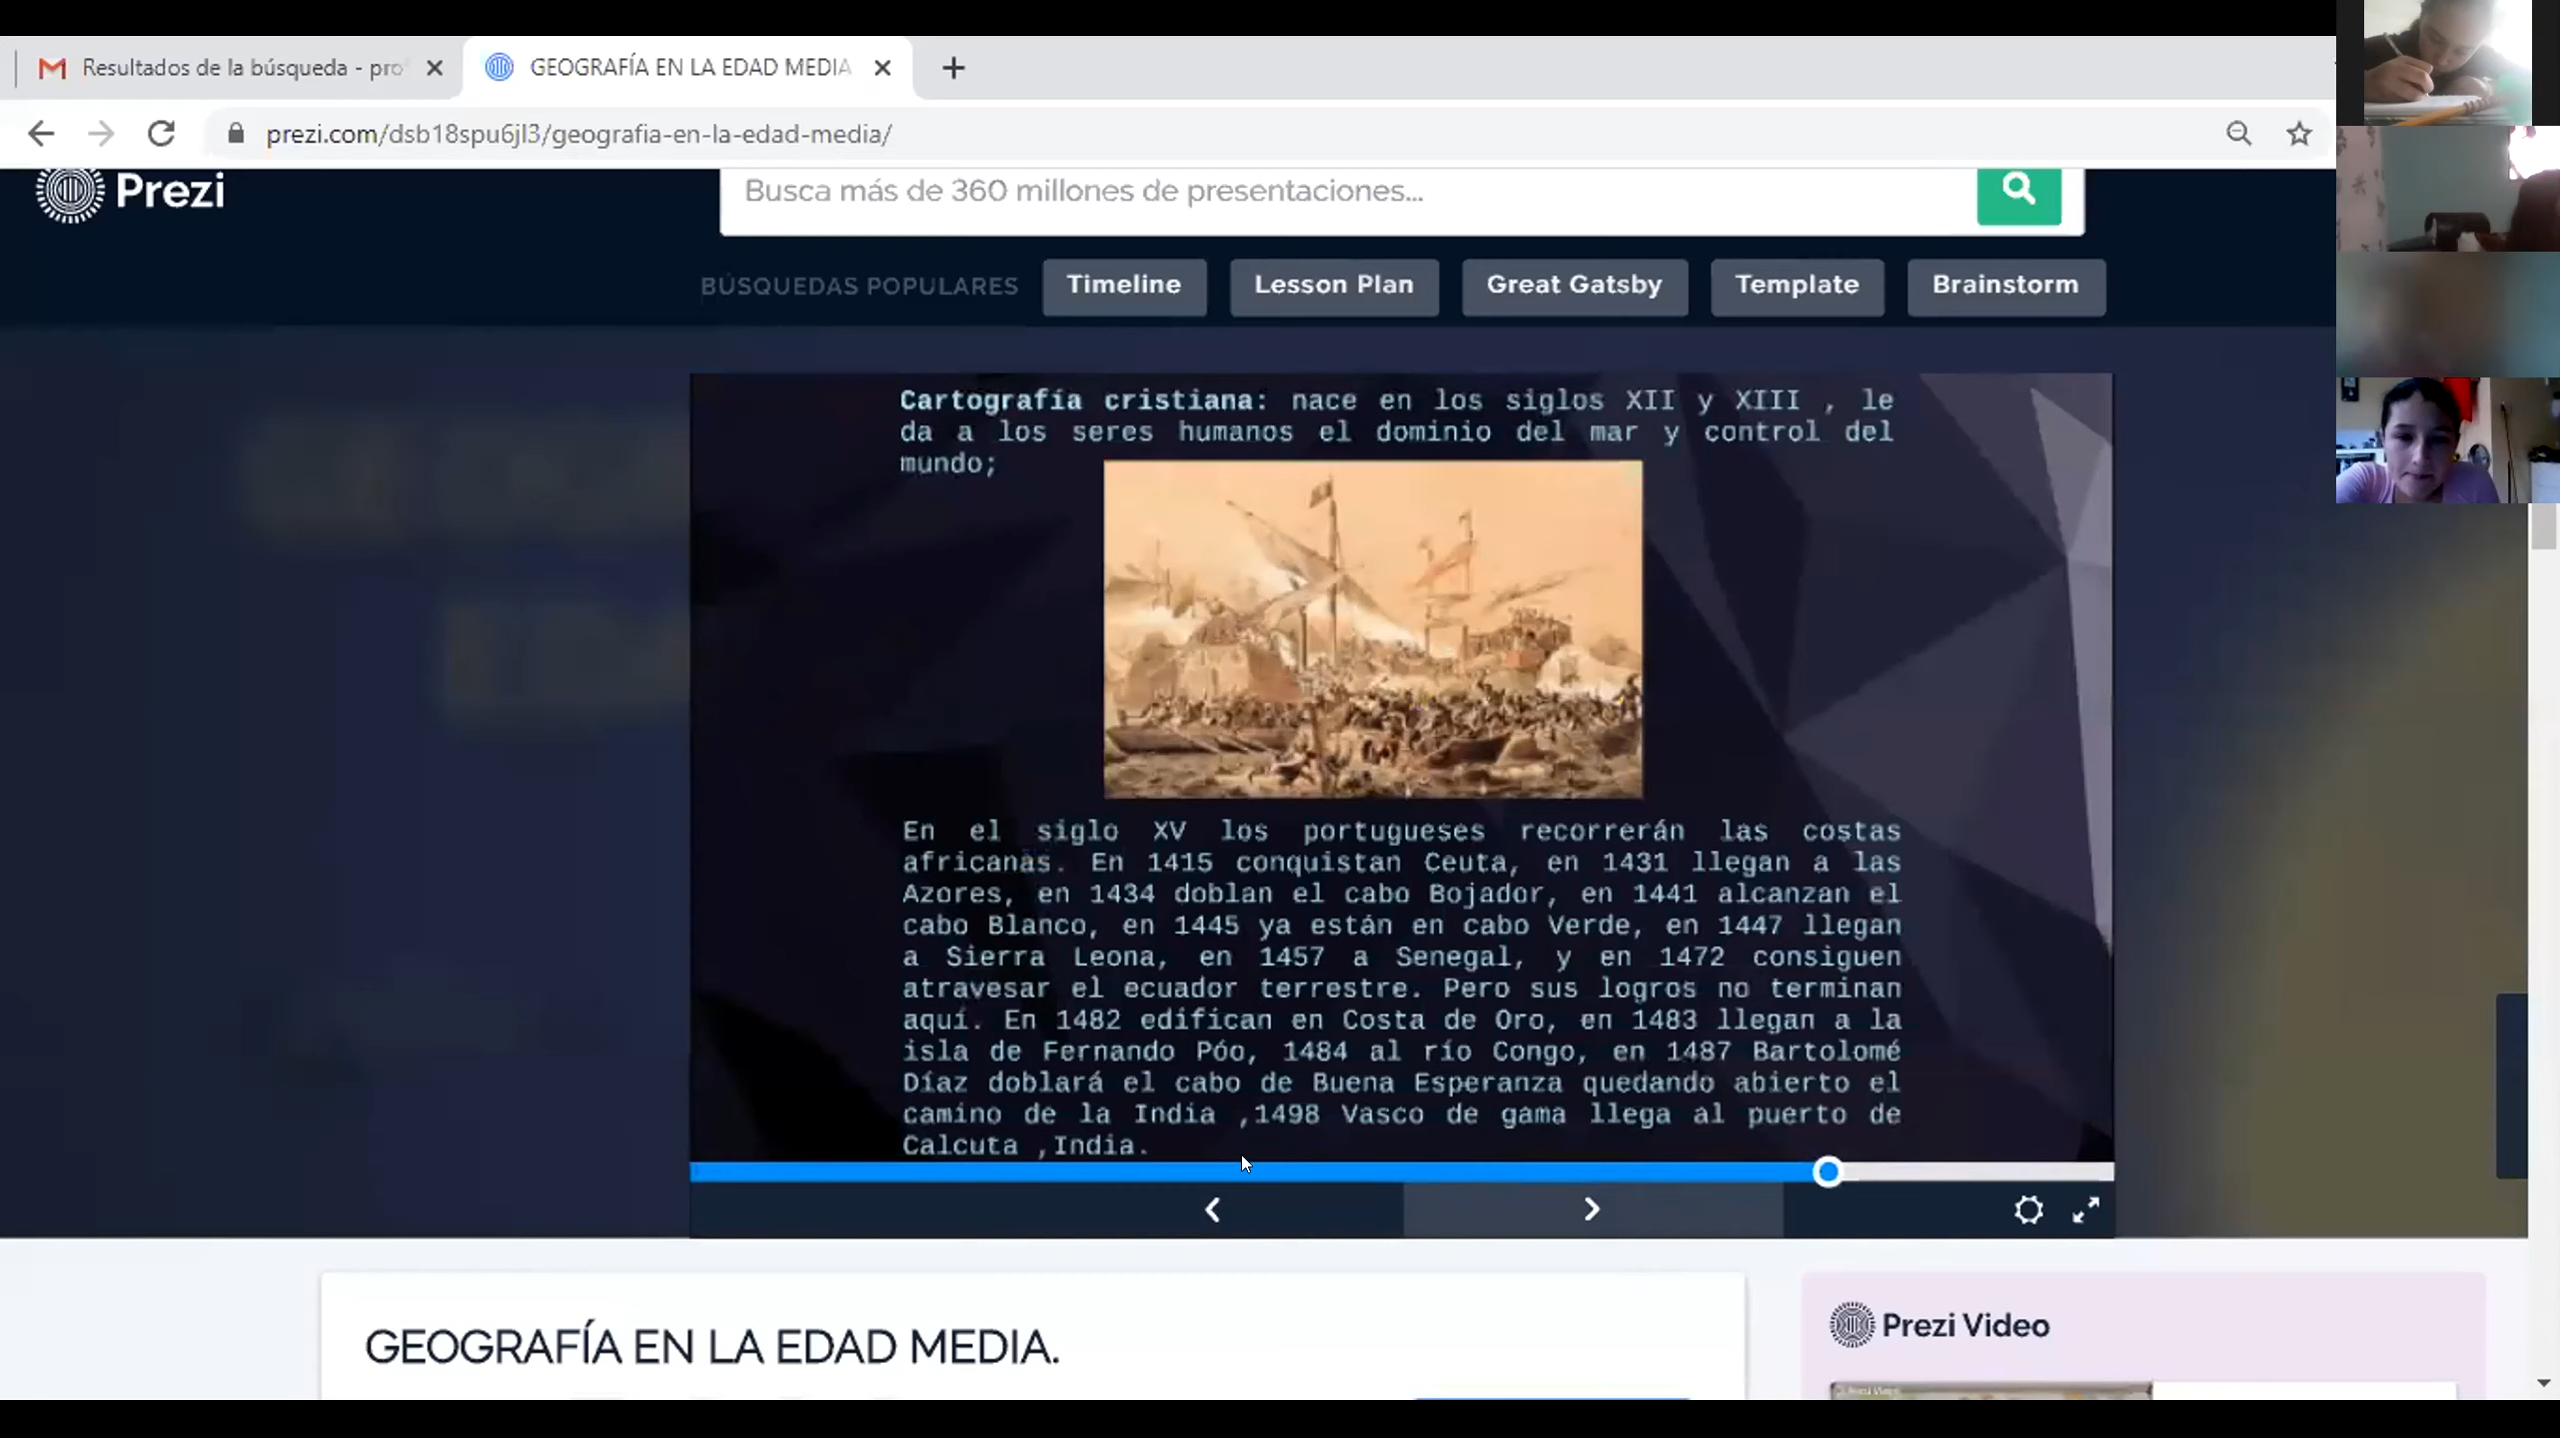 Resultados de la búsqueda - pro
GEOGRAFÍA EN LA EDAD MEDIA
prezi.com/dsb18spu6jl3/geografia-en-la-edad-media/
Prezi
Busca más de 360 millones de presentaciones...
BÚSQUEDAS POPULARES
Timeline
Lesson Plan
Great Gatsby
Template
Brainstorm
Cartografía cristiana: nace en los siglos XII y XIII , le
da a los seres humanos el dominio del mar y control del
mundo;
En el siglo XV los portugueses recorrerán las costas
africanas. En 1415 conquistan Ceuta, en 1431 llegan a las
Azores, en 1434 doblan el cabo Bojador, en 1441 alcanzan el
cabo Blanco, en 1445 ya están en cabo Verde, en 1447 llegan
a Sierra Leona, en 1457 a Senegal, y en 1472 consiguen
atravesar el ecuador terrestre. Pero sus logros no terminan
aquí. En 1482 edifican en Costa de Oro, en 1483 llegan a la
isla de Fernando Póo, 1484 al río Congo, en 1487 Bartolomé
Díaz doblará el cabo de Buena Esperanza quedando abierto el
camino de la India ,1498 Vasco de gama llega al puerto de
Calcuta ,India.
GEOGRAFÍA EN LA EDAD MEDIA.
Prezi Video